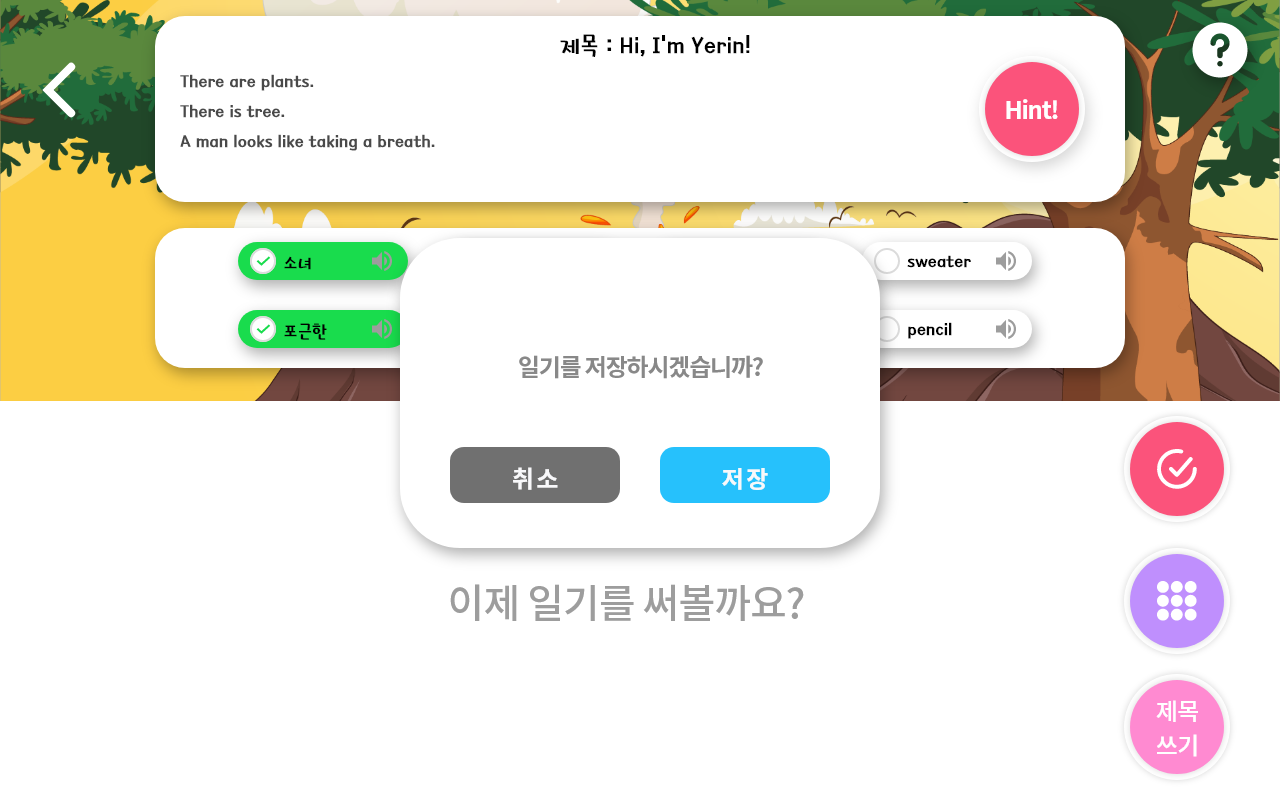 제목 : Hi, I'm Yerin!
There are plants.
There is tree.
A man looks like taking a breath.
Hint!
소녀
sweater
포근한
pencil
일기를 저장하시겠습니까?
취소
저장
이제 일기를 써볼까요?
제목
쓰기